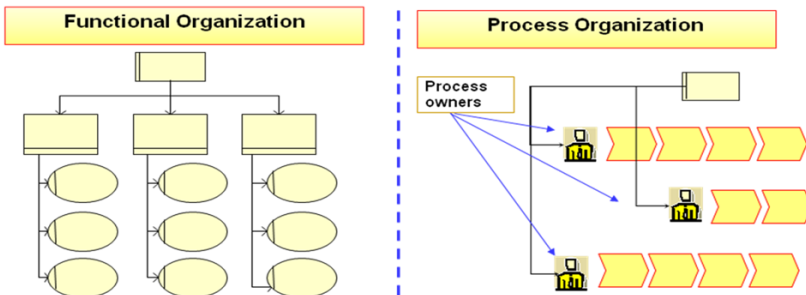 Functional Organization
Process Organization
Process
owners